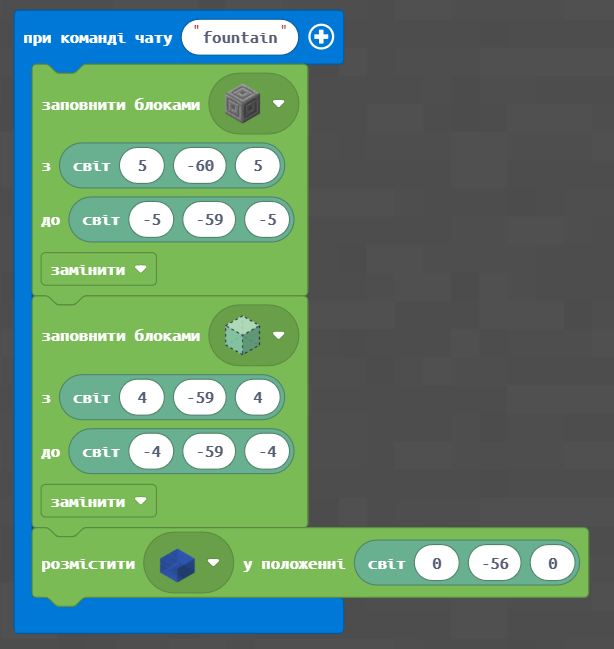 при команді чату "fountain"
заповнити блоками
з світ 5 -60 5
до світ -5 -59 -5
замінити
заповнити блоками
з світ 4 -59 4
до світ -4 -59 -4
замінити
розмістити у положенні світ 0 -56 0